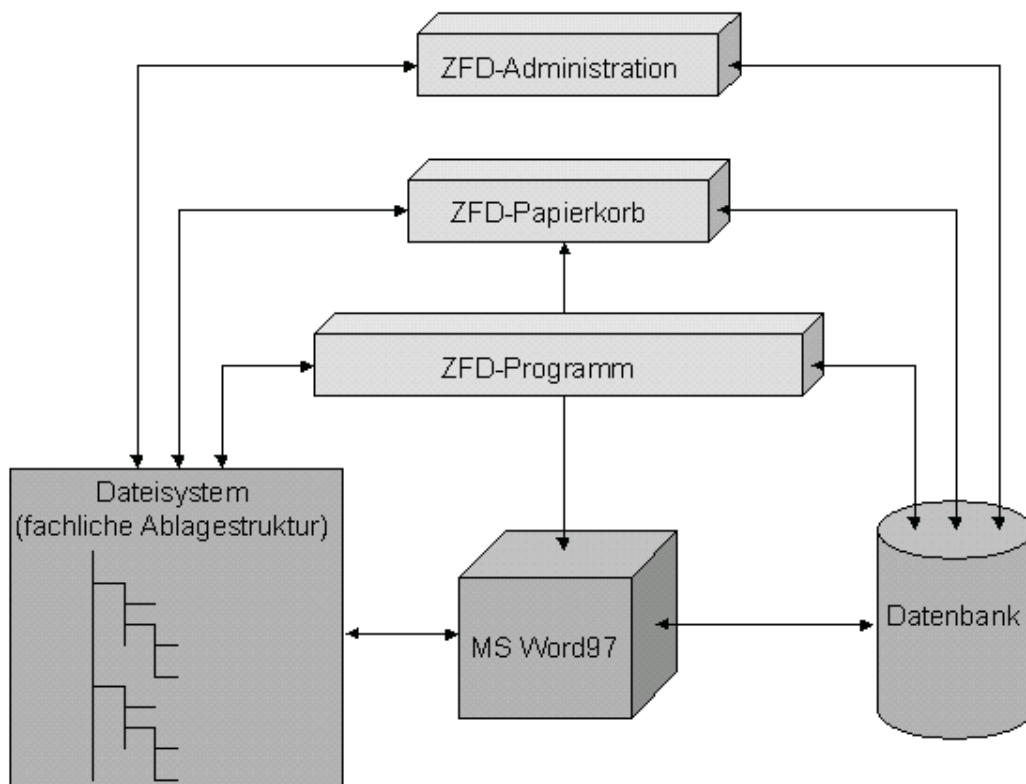 ZFD-Administration
ZFD-Papierkorb
ZFD-Programm
Dateisystem
(fachliche Ablagestruktur)
MS Word97
Datenbank